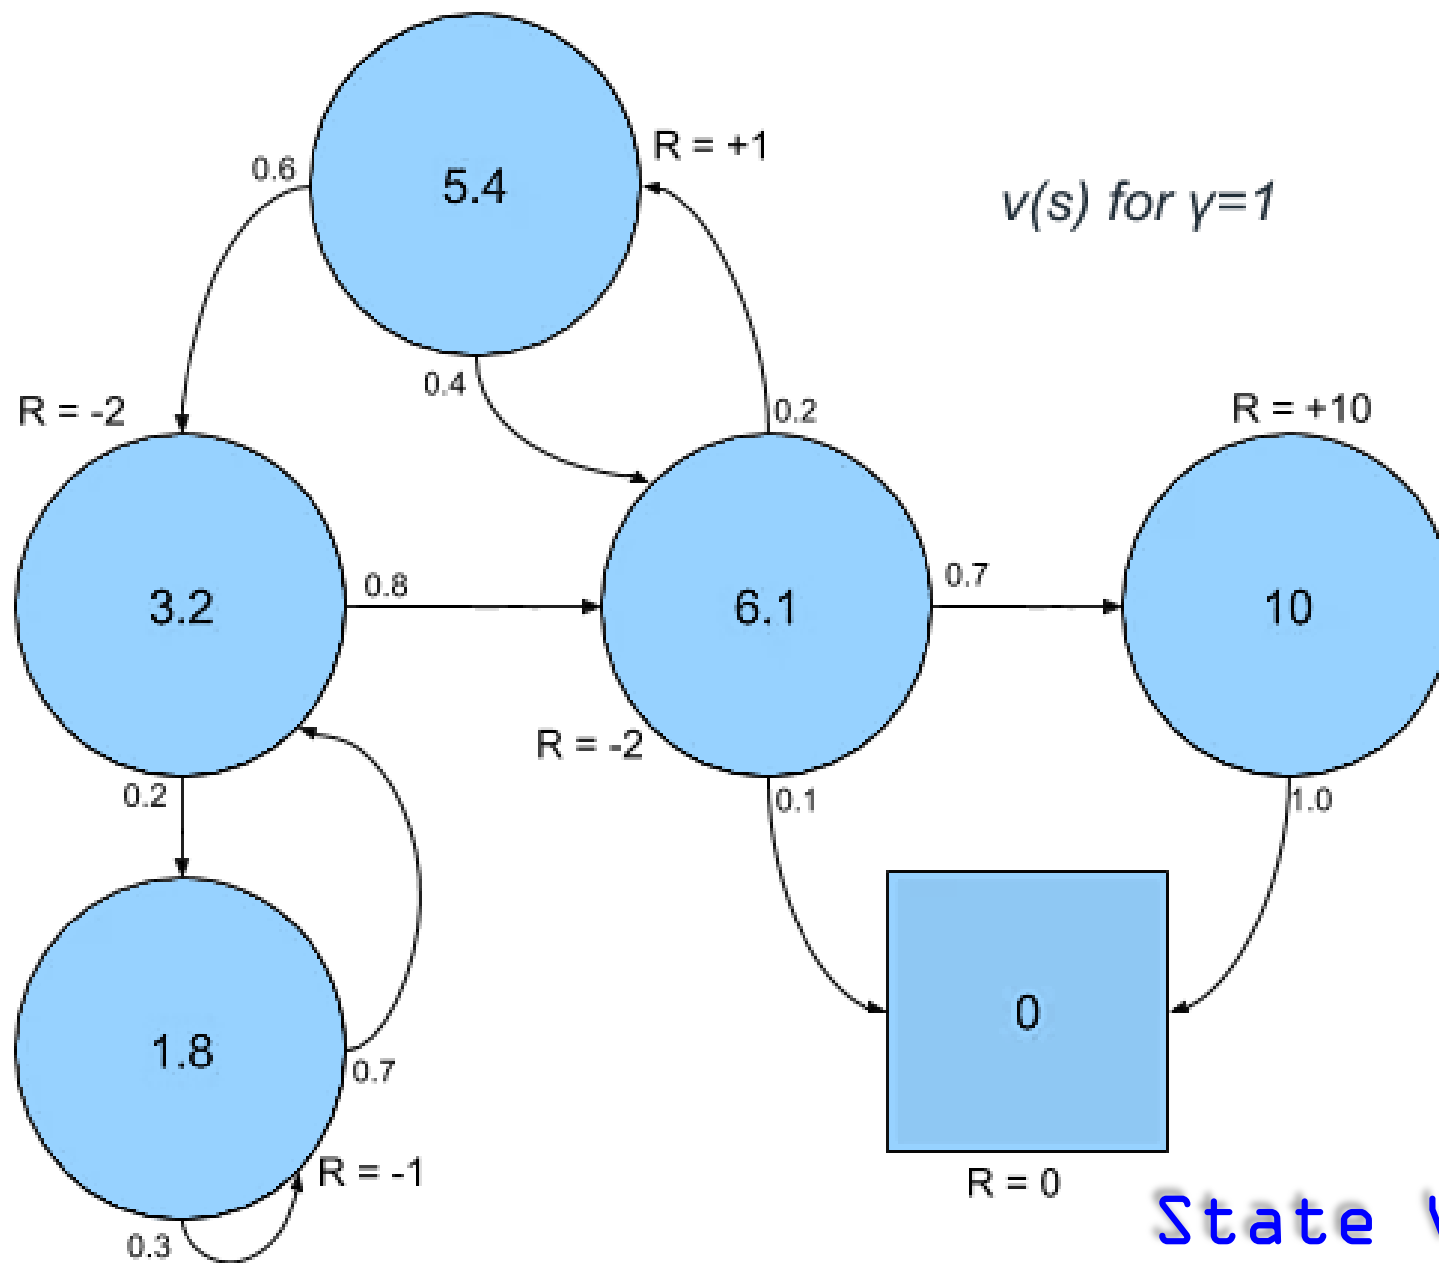 R = +1
0.6
5.4
v(s) for γ=1
0.4
R = -2
0.2
R = +10
0.8
0.7
3.2
6.1
10
R = -2
0.2
0.1
1.0
0
1.8
0.7
R = -1
R = 0
0.3
State